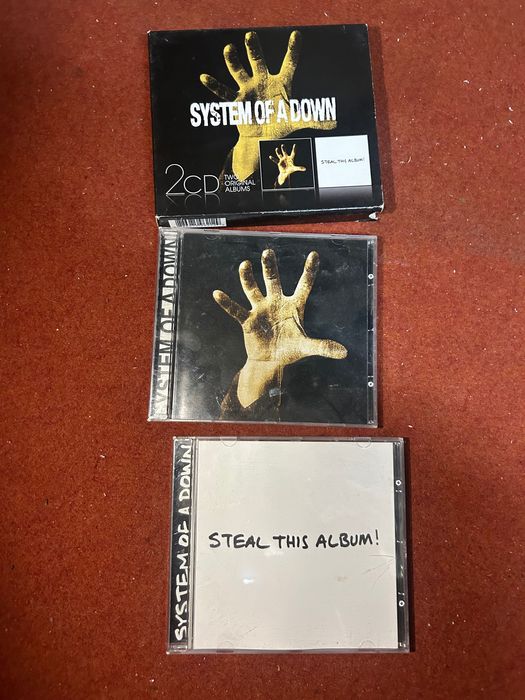 SYSTEM OF A DOWN
STEAL THIS ALBUM!
2CD
TWO
ORIGINAL
ALBUMS
SYSTEM OF A DOWN
SYSTEM OF A DOWN
STEAL THIS ALBUM!